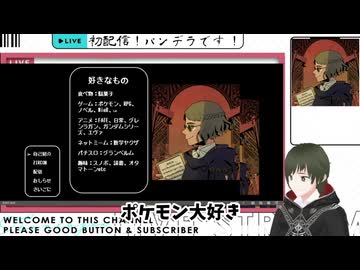 LIVE
初配信!バンデラです!
LIVE
好きなもの
食べ物:駄菓子
ゲーム:ポケモン、RPG、
ノベル、
アニメ:FATE、日常、グレ
ンラガン、ガンダムシリー
ズ、エヴァ
ネットミーム:数学ヤクザ
パチスロ:グランベルム
趣味:スノボ、読書、オタ
マトーンetc
自己紹介
配信
おしらせ
さいごに
ポケモン大好き
WELCOME TO THIS CHANNEL
PLEASE GOOD BUTTON & SUBSCRIBER